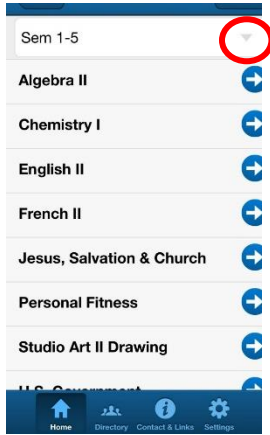 Sem 1-5
Algebra II
Chemistry I
English II
French II
Jesus, Salvation & Church
Personal Fitness
Studio Art II Drawing
U.S. Government
Home Directory Contact & Links Settings